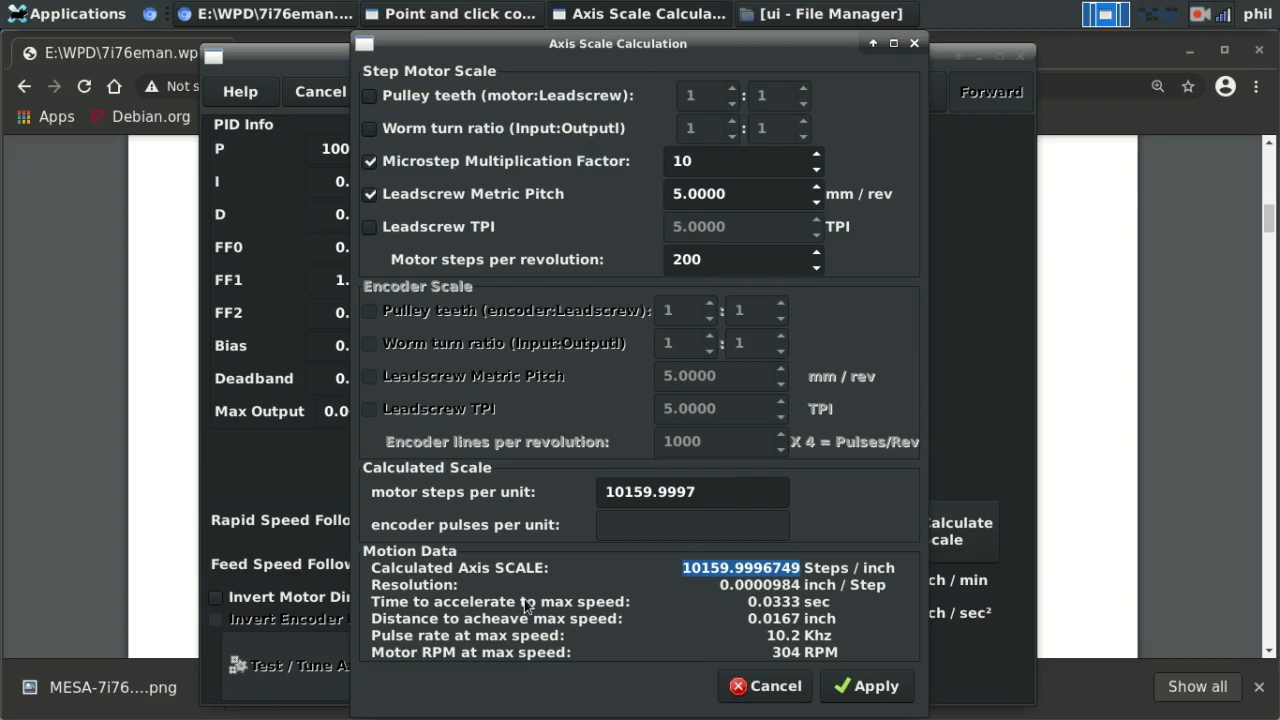 Applications
E:\WPD\7i76eman....
Point and click co...
Axis Scale Calcula...
[ui - File Manager]
phil
E:\WPD\7i76eman.wp
Axis Scale Calculation
Not s
Apps
Debian.org
Help
Cancel
Forward
PID Info
P 100
I 0.
D 0.
FF0 0.
FF1 1.
FF2 0.
Bias 0.
Deadband 0.
Max Output 0.0
Rapid Speed Follo
Feed Speed Follow
Invert Motor Dir
Invert Encoder
Test / Tune A
Step Motor Scale
Pulley teeth (motor:Leadscrew): 1 : 1
Worm turn ratio (Input:Outputl) 1 : 1
Microstep Multiplication Factor: 10
Leadscrew Metric Pitch 5.0000 mm / rev
Leadscrew TPI 5.0000 TPI
Motor steps per revolution: 200
Encoder Scale
Pulley teeth (encoder:Leadscrew): 1 : 1
Worm turn ratio (Input:Outputl) 1 : 1
Leadscrew Metric Pitch 5.0000 mm / rev
Leadscrew TPI 5.0000 TPI
Encoder lines per revolution: 1000 X 4 = Pulses/Rev
Calculated Scale
motor steps per unit: 10159.9997
encoder pulses per unit:
Motion Data
Calculated Axis SCALE: 10159.9996749 Steps / inch
Resolution: 0.0000984 inch / Step
Time to accelerate to max speed: 0.0333 sec
Distance to acheave max speed: 0.0167 inch
Pulse rate at max speed: 10.2 Khz
Motor RPM at max speed: 304 RPM
Cancel
Apply
alculate
cale
ch / min
ch / sec²
MESA-7i76....png
Show all